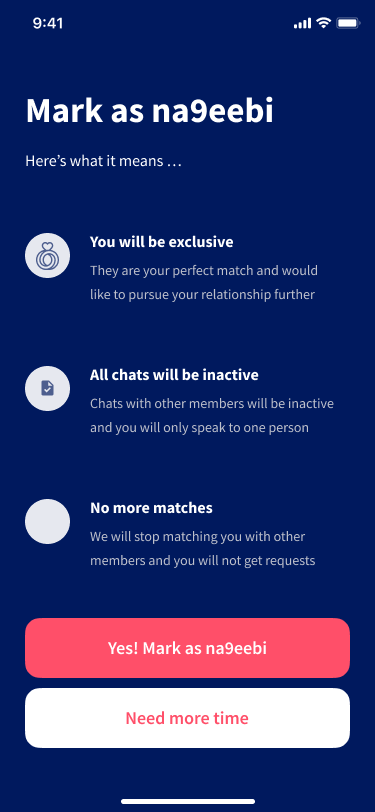 9:41
Mark as na9eebi
Here’s what it means …
You will be exclusive
They are your perfect match and would
like to pursue your relationship further
All chats will be inactive
Chats with other members will be inactive
and you will only speak to one person
No more matches
We will stop matching you with other
members and you will not get requests
Yes! Mark as na9eebi
Need more time